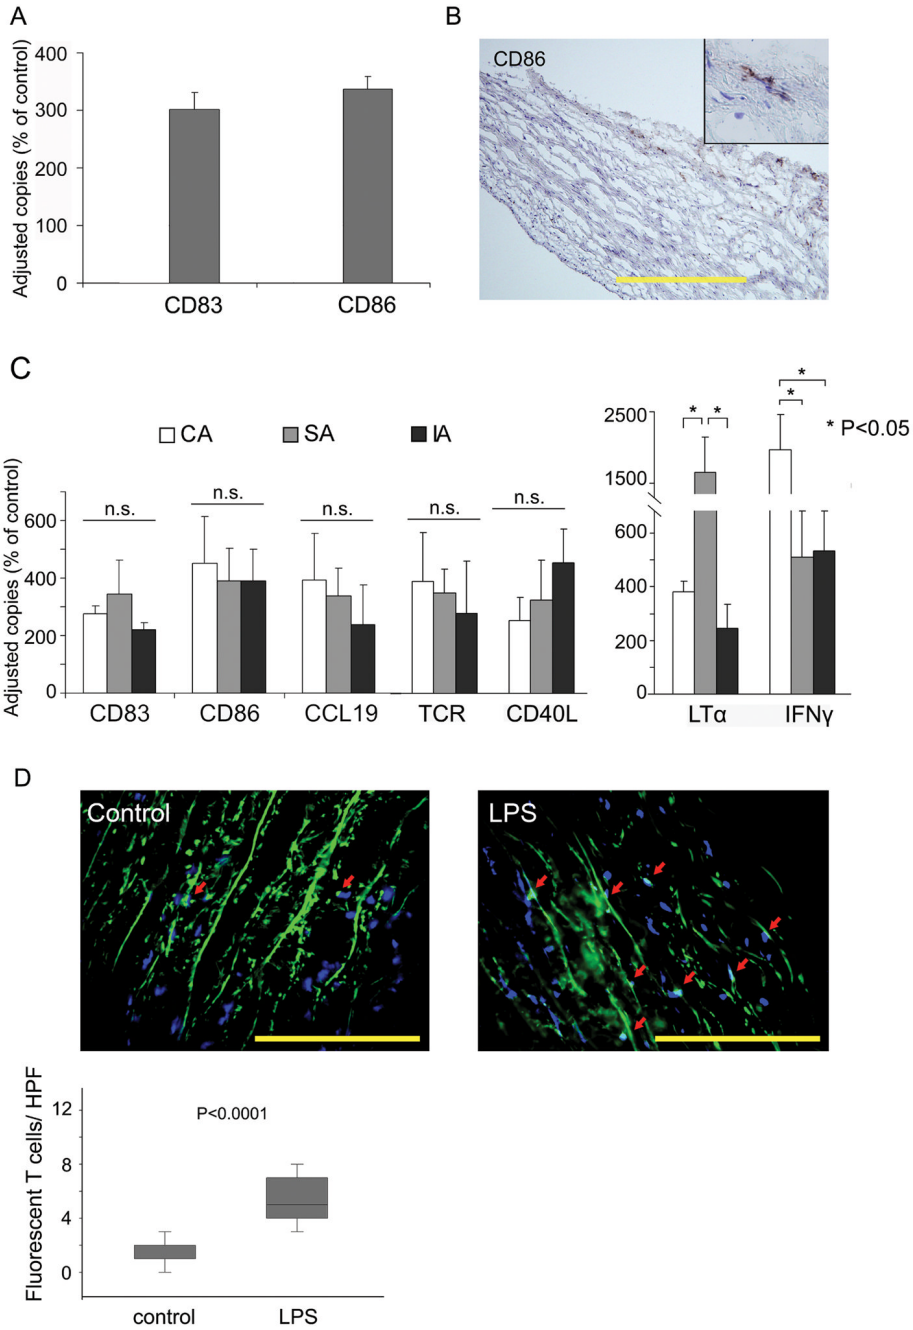 A
Adjusted copies (% of control)
400
300
200
100
0
CD83
CD86
B
CD86
C
CA
SA
IA
Adjusted copies (% of control)
600
400
200
0
n.s.
n.s.
n.s.
n.s.
n.s.
CD83
CD86
CCL19
TCR
CD40L
2500
1500
600
400
200
0
*
*
*
*
* P<0.05
LTα
IFNγ
D
Control
LPS
Fluorescent T cells/ HPF
12
8
4
0
P<0.0001
control
LPS